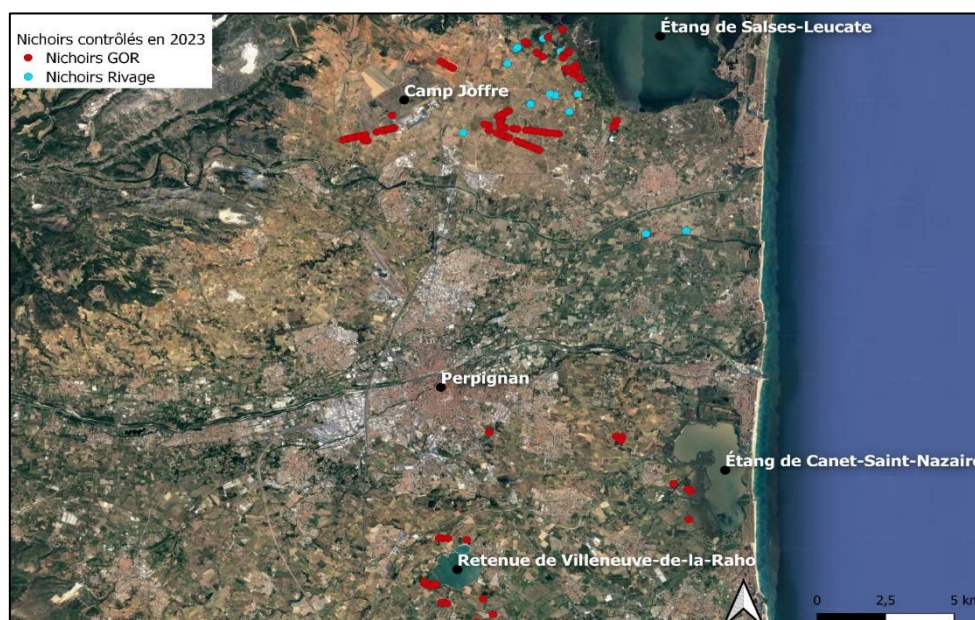 Nichoirs contrôlés en 2023
Nichoirs GOR
Nichoirs Rivage
Étang de Salses-Leucate
Camp Joffre
Perpignan
Étang de Canet-Saint-Nazaire
Retenue de Villeneuve-de-la-Raho
0 2,5 5 km